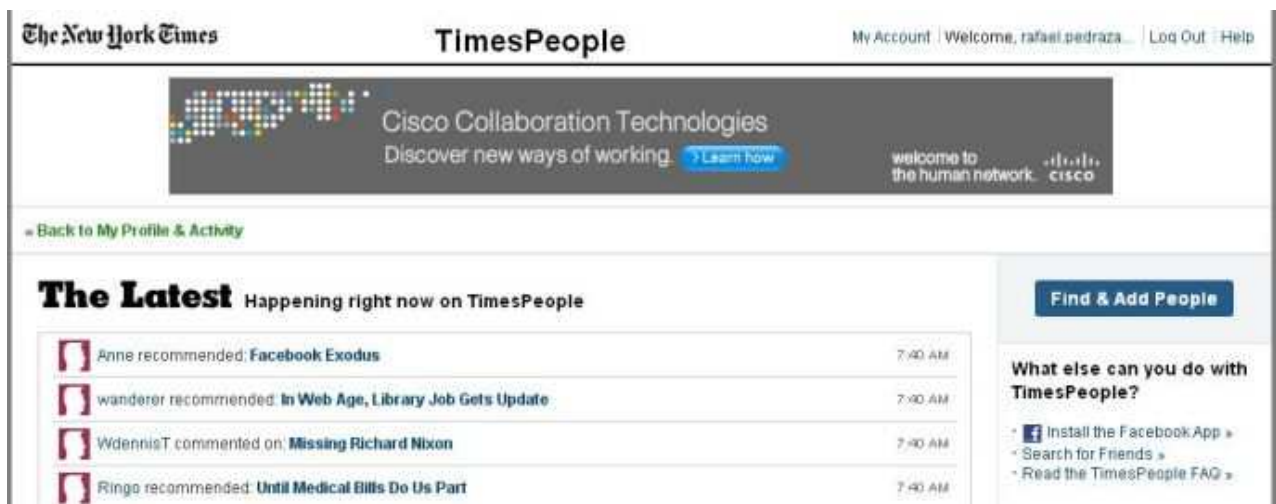 The New York Times
TimesPeople
My Account Welcome, rafael.pedraza... Log Out Help
Cisco Collaboration Technologies
Discover new ways of working. › Learn how
welcome to
the human network. CISCO
« Back to My Profile & Activity
The Latest Happening right now on TimesPeople
Anne recommended: Facebook Exodus 7:40 AM
wanderer recommended: In Web Age, Library Job Gets Update 7:40 AM
WdennisT commented on: Missing Richard Nixon 7:40 AM
Ringo recommended: Until Medical Bills Do Us Part 7:40 AM
Find & Add People
What else can you do with
TimesPeople?
Install the Facebook App »
Search for Friends »
Read the TimesPeople FAQ »